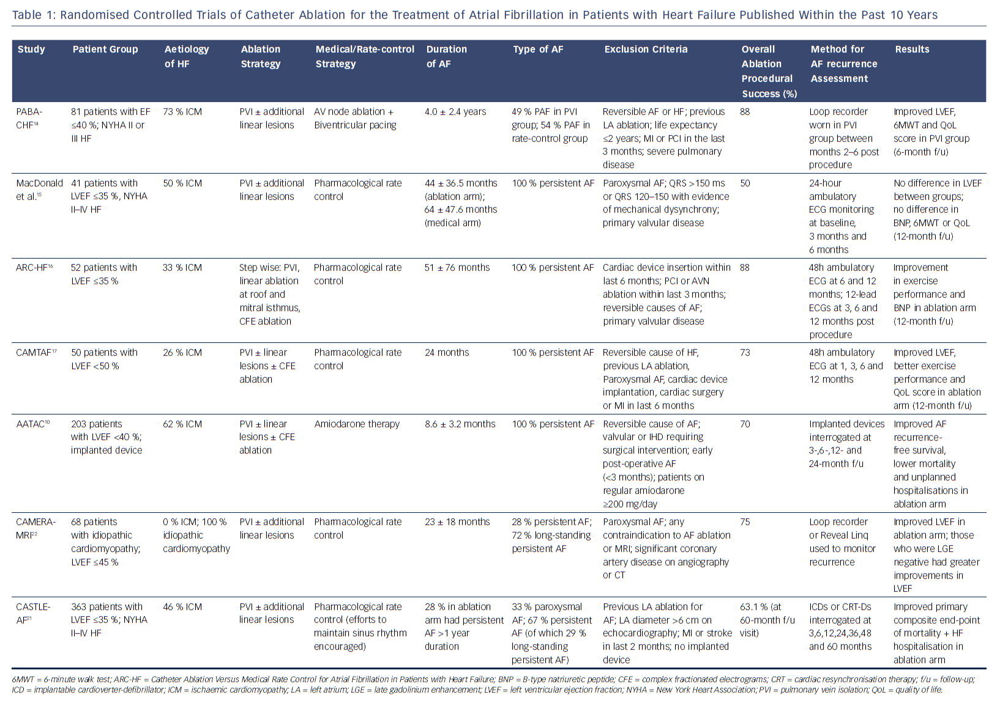 Table 1: Randomised Controlled Trials of Catheter Ablation for the Treatment of Atrial Fibrillation in Patients with Heart Failure Published Within the Past 10 Years
Study
Patient Group
Aetiology
of HF
Ablation
Strategy
Medical/Rate-control
Strategy
Duration
of AF
Type of AF
Exclusion Criteria
Overall
Ablation
Procedural
Success (%)
Method for
AF recurrence
Assessment
Results
PABA-
CHF¹⁴
81 patients with EF
≤40 %; NYHA II or
III HF
73 % ICM
PVI ± additional
linear lesions
AV node ablation +
Biventricular pacing
4.0 ± 2.4 years
49 % PAF in PVI
group; 54 % PAF in
rate-control group
Reversible AF or HF; previous
LA ablation; life expectancy
≤2 years; MI or PCI in the last
3 months; severe pulmonary
disease
88
Loop recorder
worn in PVI
group between
months 2–6 post
procedure
Improved LVEF,
6MWT and QoL
score in PVI group
(6-month f/u)
MacDonald
et al.¹⁵
41 patients with
LVEF ≤35 %, NYHA
II–IV HF
50 % ICM
PVI ± additional
linear lesions
Pharmacological rate
control
44 ± 36.5 months
(ablation arm);
64 ± 47.6 months
(medical arm)
100 % persistent AF
Paroxysmal AF; QRS >150 ms
or QRS 120–150 with evidence
of mechanical dysynchrony;
primary valvular disease
50
24-hour
ambulatory
ECG monitoring
at baseline,
3 months and
6 months
No difference in LVEF
between groups;
no difference in
BNP, 6MWT or QoL
(12-month f/u)
ARC-HF¹⁶
52 patients with
LVEF ≤35 %
33 % ICM
Step wise: PVI,
linear ablation
at roof and
mitral isthmus,
CFE ablation
Pharmacological rate
control
51 ± 76 months
100 % persistent AF
Cardiac device insertion within
last 6 months; PCI or AVN
ablation within last 3 months;
reversible causes of AF;
primary valvular disease
88
48h ambulatory
ECG at 6 and 12
months; 12-lead
ECGs at 3, 6 and
12 months post
procedure
Improvement
in exercise
performance and
BNP in ablation arm
(12-month f/u)
CAMTAF¹⁷
50 patients with
LVEF <50 %
26 % ICM
PVI ± linear
lesions ± CFE
ablation
Pharmacological rate
control
24 months
100 % persistent AF
Reversible cause of HF,
previous LA ablation,
Paroxysmal AF, cardiac device
implantation, cardiac surgery
or MI in last 6 months
73
48h ambulatory
ECG at 1, 3, 6 and
12 months
Improved LVEF,
better exercise
performance and
QoL score in ablation
arm (12-month f/u)
AATAC¹⁰
203 patients
with LVEF <40 %;
implanted device
62 % ICM
PVI ± linear
lesions ± CFE
ablation
Amiodarone therapy
8.6 ± 3.2 months
100 % persistent AF
Reversible cause of AF;
valvular or IHD requiring
surgical intervention; early
post-operative AF
(<3 months); patients on
regular amiodarone
≥200 mg/day
70
Implanted devices
interrogated at
3-,6-,12- and
24-month f/u
Improved AF
recurrence-
free survival,
lower mortality
and unplanned
hospitalisations in
ablation arm
CAMERA-
MRI²²
68 patients
with idiopathic
cardiomyopathy;
LVEF ≤45 %
0 % ICM; 100 %
idiopathic
cardiomyopathy
PVI ± additional
linear lesions
Pharmacological rate
control
23 ± 18 months
28 % persistent AF;
72 % long-standing
persistent AF
Paroxysmal AF; any
contraindication to AF ablation
or MRI; significant coronary
artery disease on angiography
or CT
75
Loop recorder
or Reveal Linq
used to monitor
recurrence
Improved LVEF in
ablation arm; those
who were LGE
negative had greater
improvements in
LVEF
CASTLE-
AF²¹
363 patients with
LVEF ≤35 %; NYHA
II–IV HF
46 % ICM
PVI ± additional
linear lesions
Pharmacological rate
control (efforts to
maintain sinus rhythm
encouraged)
28 % in ablation
arm had persistent
AF >1 year
duration
33 % paroxysmal
AF; 67 % persistent
AF (of which 29 %
long-standing
persistent AF)
Previous LA ablation for
AF; LA diameter >6 cm on
echocardiography; MI or stroke
in last 2 months; no implanted
device
63.1 % (at
60-month f/u
visit)
ICDs or CRT-Ds
interrogated at
3,6,12,24,36,48
and 60 months
Improved primary
composite end-point
of mortality + HF
hospitalisation in
ablation arm
6MWT = 6-minute walk test; ARC-HF = Catheter Ablation Versus Medical Rate Control for Atrial Fibrillation in Patients with Heart Failure; BNP = B-type natriuretic peptide; CFE = complex fractionated electrograms; CRT = cardiac resynchronisation therapy; f/u = follow-up;
ICD = implantable cardioverter-defibrillator; ICM = ischaemic cardiomyopathy; LA = left atrium; LGE = late gadolinium enhancement; LVEF = left ventricular ejection fraction; NYHA = New York Heart Association; PVI = pulmonary vein isolation; QoL = quality of life.